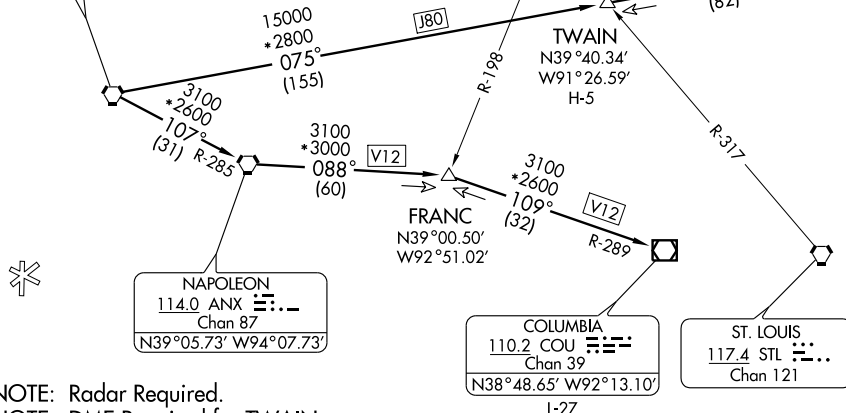 15000
*2800
075°
(155)
J80
(82)
TWAIN
N39°40.34′
W91°26.59′
H-5
R-198
R-317
3100
*2600
107°
(31)
R-285
3100
*3000
088°
(60)
V12
FRANC
N39°00.50′
W92°51.02′
3100
*2600
109°
(32)
V12
R-289
NAPOLEON
114.0 ANX
Chan 87
N39°05.73′ W94°07.73′
COLUMBIA
110.2 COU
Chan 39
N38°48.65′ W92°13.10′
L-27
ST. LOUIS
117.4 STL
Chan 121
NOTE: Radar Required.
NOTE: DME Required for TWAIN